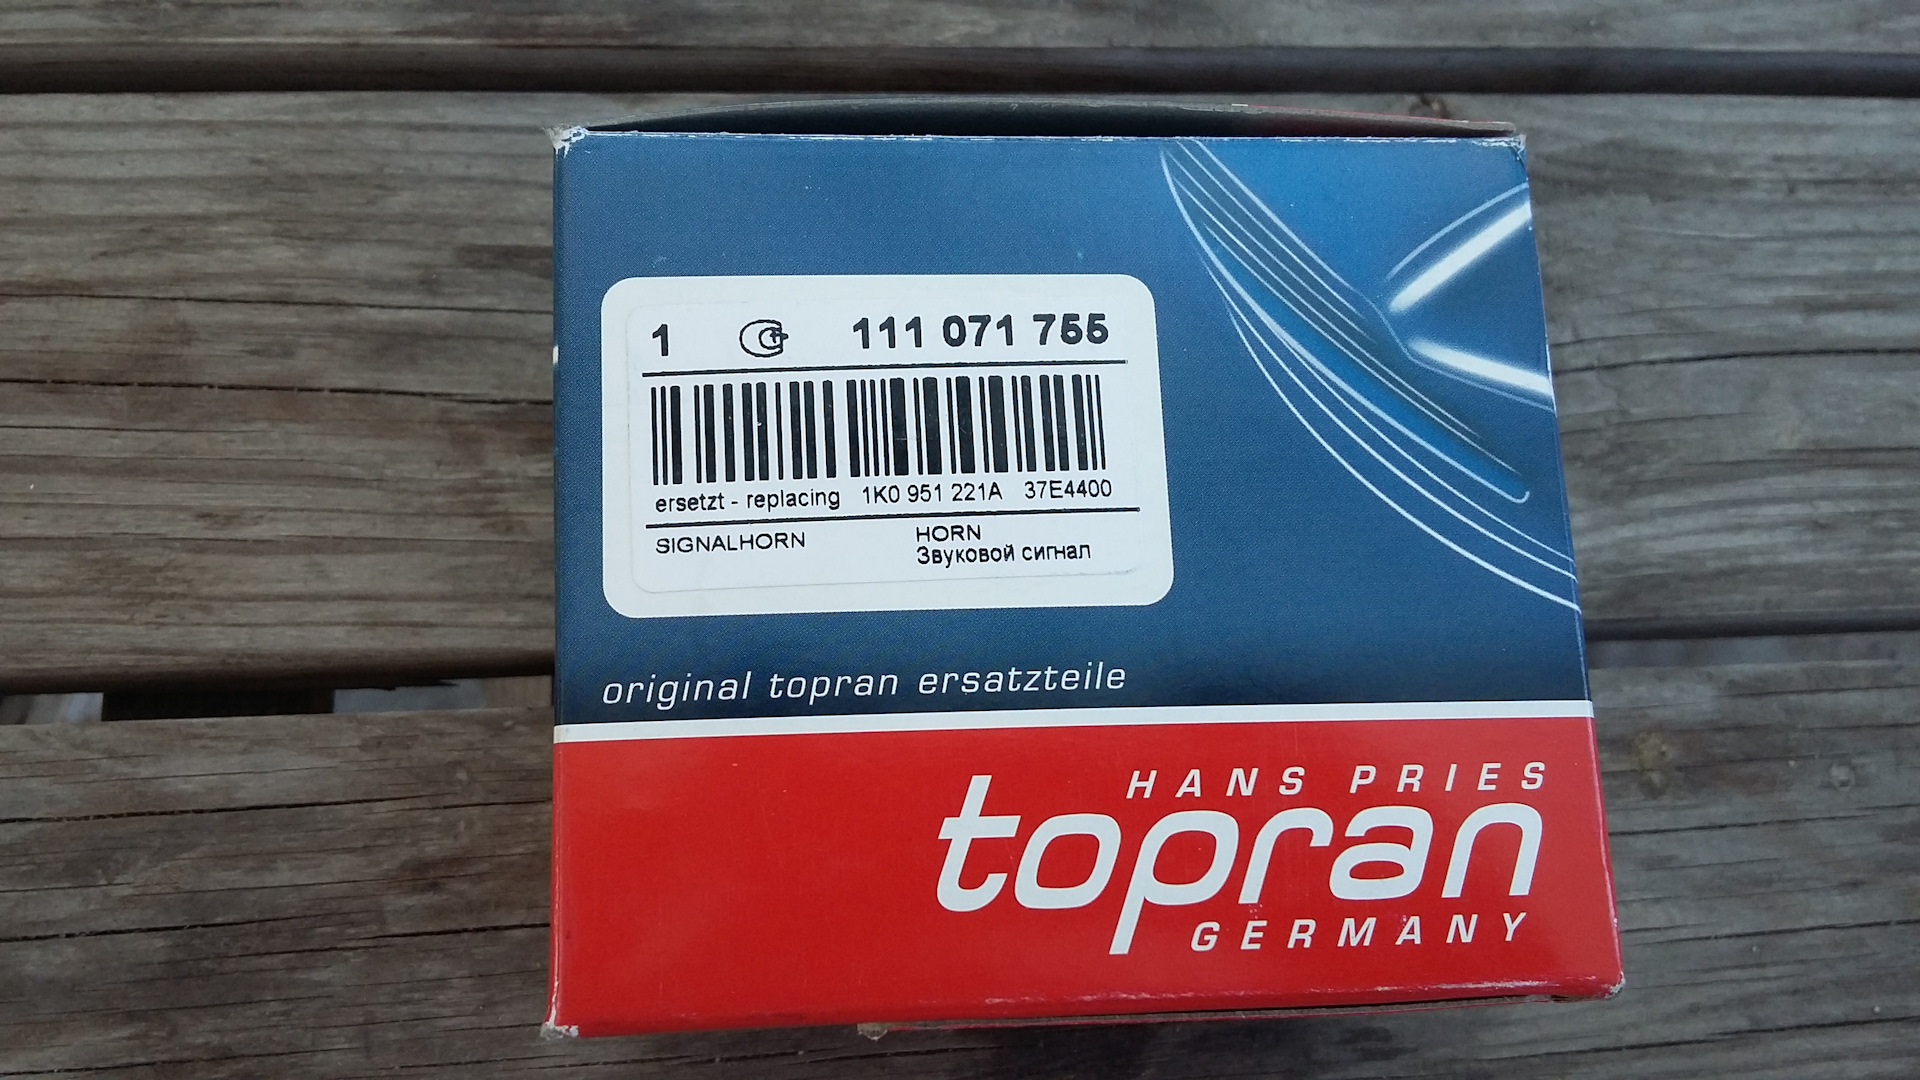 1 111 071 755
ersetzt - replacing 1K0 951 221A 37E4400
SIGNALHORN HORN
Звуковой сигнал
original topran ersatzteile
HANS PRIES
topran
GERMANY